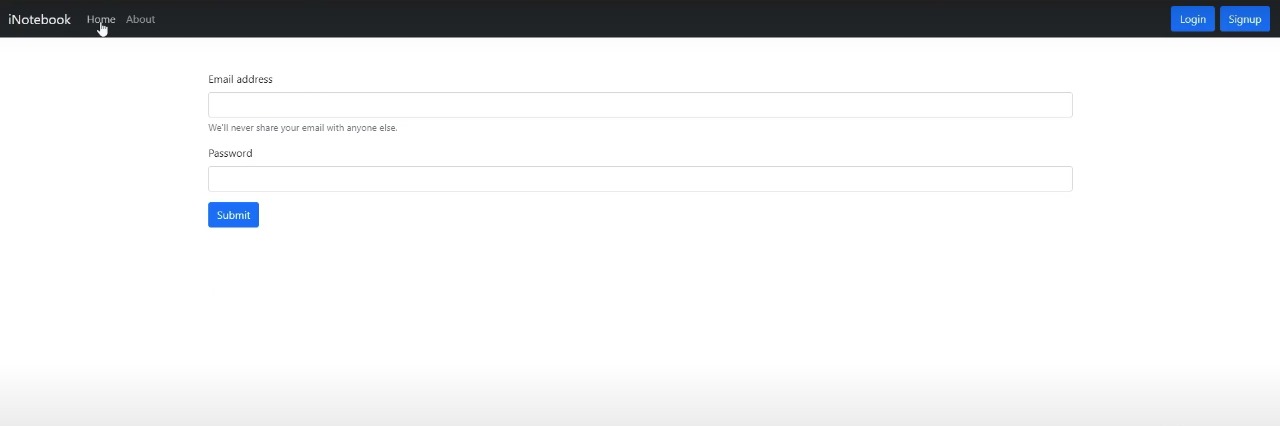 iNotebook Home About Login Signup
Email address
We'll never share your email with anyone else.
Password
Submit